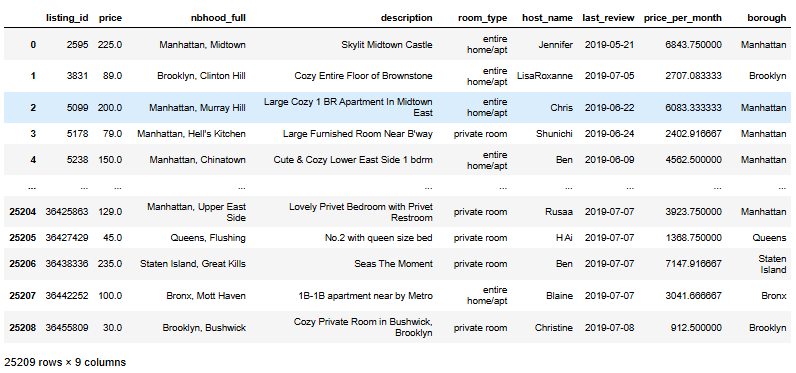 listing_id price nbhood_full description room_type host_name last_review price_per_month borough
0 2595 225.0 Manhattan, Midtown Skylit Midtown Castle entire home/apt Jennifer 2019-05-21 6843.750000 Manhattan
1 3831 89.0 Brooklyn, Clinton Hill Cozy Entire Floor of Brownstone entire home/apt LisaRoxanne 2019-07-05 2707.083333 Brooklyn
2 5099 200.0 Manhattan, Murray Hill Large Cozy 1 BR Apartment In Midtown East entire home/apt Chris 2019-06-22 6083.333333 Manhattan
3 5178 79.0 Manhattan, Hell's Kitchen Large Furnished Room Near B'way private room Shunichi 2019-06-24 2402.916667 Manhattan
4 5238 150.0 Manhattan, Chinatown Cute & Cozy Lower East Side 1 bdrm entire home/apt Ben 2019-06-09 4562.500000 Manhattan
... ... ... ... ... ... ... ... ... ...
25204 36425863 129.0 Manhattan, Upper East Side Lovely Privet Bedroom with Privet Restroom private room Rusaa 2019-07-07 3923.750000 Manhattan
25205 36427429 45.0 Queens, Flushing No.2 with queen size bed private room H Ai 2019-07-07 1368.750000 Queens
25206 36438336 235.0 Staten Island, Great Kills Seas The Moment private room Ben 2019-07-07 7147.916667 Staten Island
25207 36442252 100.0 Bronx, Mott Haven 1B-1B apartment near by Metro entire home/apt Blaine 2019-07-07 3041.666667 Bronx
25208 36455809 30.0 Brooklyn, Bushwick Cozy Private Room in Bushwick, Brooklyn private room Christine 2019-07-08 912.500000 Brooklyn
25209 rows × 9 columns